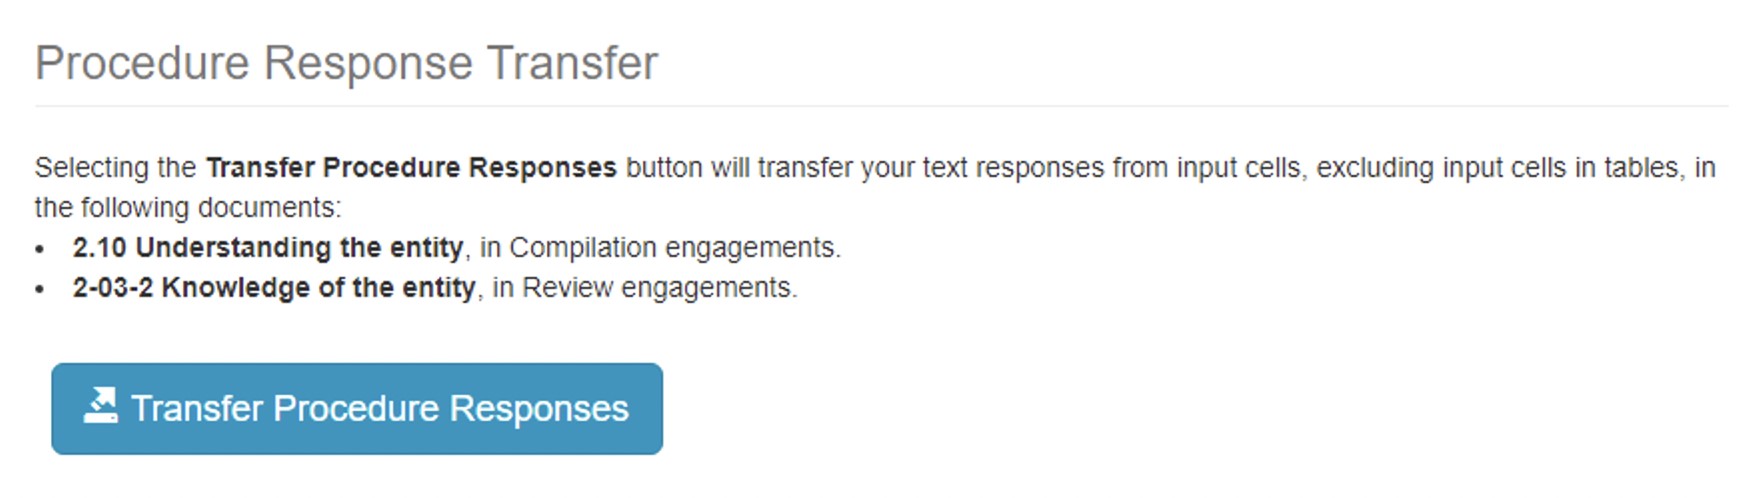 Procedure Response Transfer
Selecting the Transfer Procedure Responses button will transfer your text responses from input cells, excluding input cells in tables, in
the following documents:
• 2.10 Understanding the entity, in Compilation engagements.
• 2-03-2 Knowledge of the entity, in Review engagements.
Transfer Procedure Responses